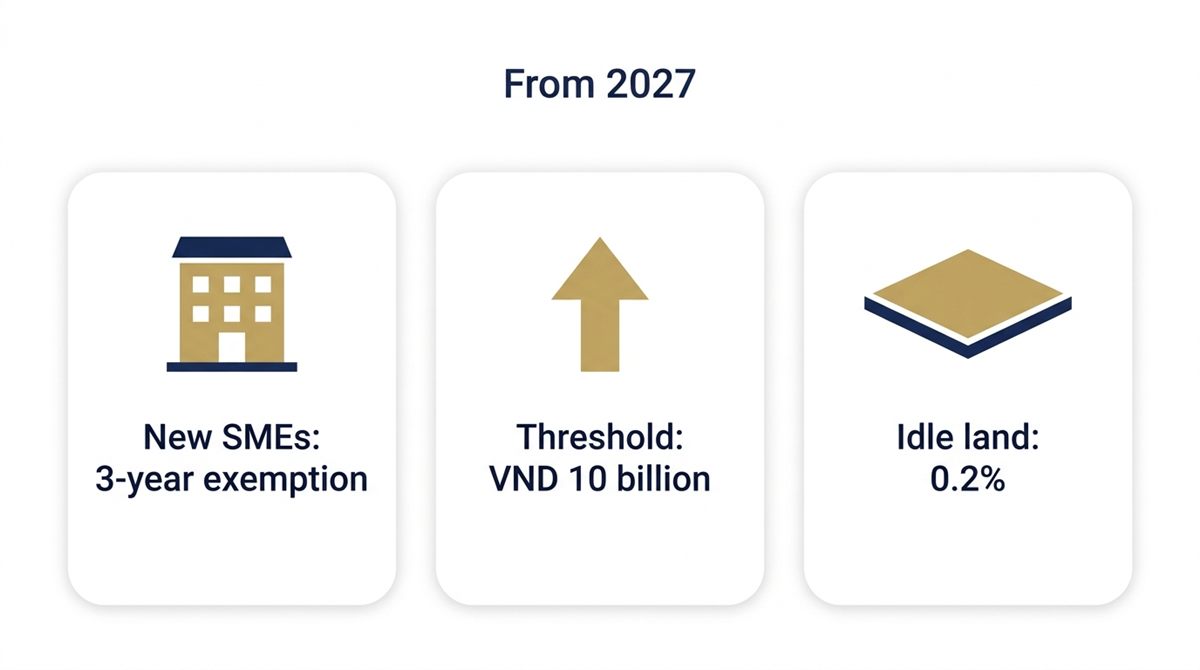 From 2027
New SMEs:
3-year exemption
Threshold:
VND 10 billion
Idle land:
0.2%